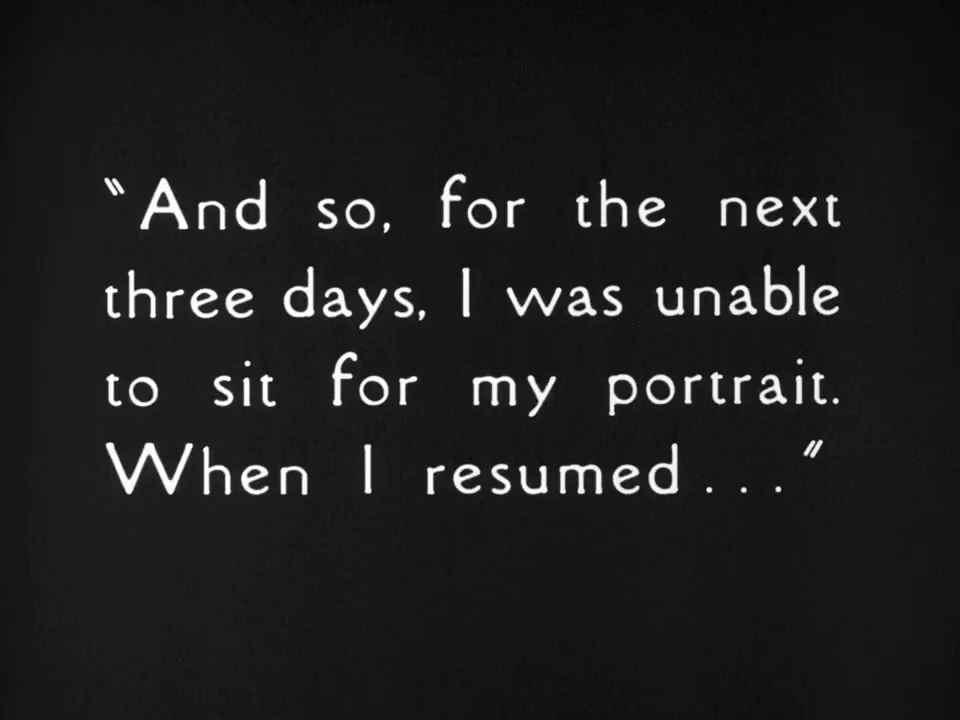 "And so, for the next
three days, I was unable
to sit for my portrait.
When I resumed . . ."